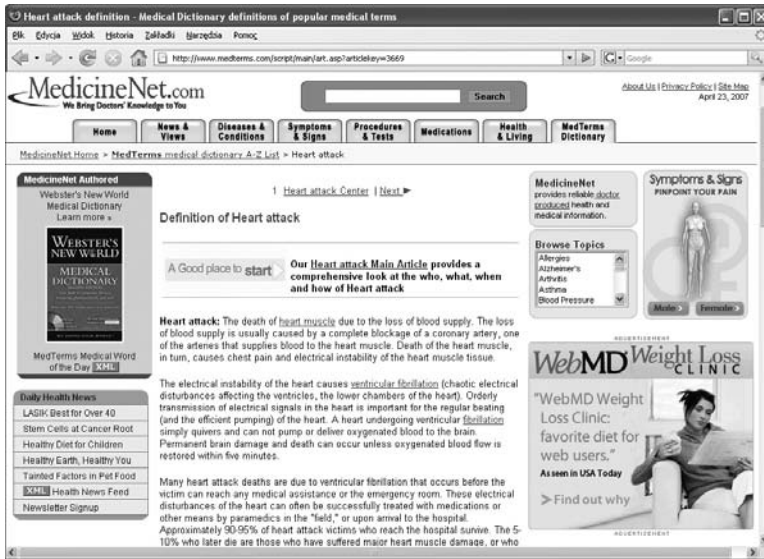 Heart attack definition - Medical Dictionary definitions of popular medical terms
Plik Edycja Widok Historia Zakładki Narzędzia Pomoc
http://www.medterms.com/script/main/art.asp?articlekey=3669
Google
MedicineNet.com
We Bring Doctors' Knowledge to You
Search
About Us | Privacy Policy | Site Map
April 23, 2007
Home
News & Views
Diseases & Conditions
Symptoms & Signs
Procedures & Tests
Medications
Health & Living
MedTerms Dictionary
MedicineNet Home > MedTerms medical dictionary A-Z List > Heart attack
MedicineNet Authored
Webster's New World
Medical Dictionary
Learn more »
WEBSTER'S
NEW WORLD
MEDICAL
DICTIONARY
MedTerms Medical Word
of the Day XML
Daily Health News
LASIK Best for Over 40
Stem Cells at Cancer Root
Healthy Diet for Children
Healthy Earth, Healthy You
Tainted Factors in Pet Food
XML Health News Feed
Newsletter Signup
1 Heart attack Center | Next
Definition of Heart attack
A Good place to start
Our Heart attack Main Article provides a
comprehensive look at the who, what, when
and how of Heart attack
Heart attack: The death of heart muscle due to the loss of blood supply. The loss
of blood supply is usually caused by a complete blockage of a coronary artery, one
of the arteries that supplies blood to the heart muscle. Death of the heart muscle,
in turn, causes chest pain and electrical instability of the heart muscle tissue.
The electrical instability of the heart causes ventricular fibrillation (chaotic electrical
disturbances affecting the ventricles, the lower chambers of the heart). Orderly
transmission of electrical signals in the heart is important for the regular beating
(and the efficient pumping) of the heart. A heart undergoing ventricular fibrillation
simply quivers and can not pump or deliver oxygenated blood to the brain.
Permanent brain damage and death can occur unless oxygenated blood flow is
restored within five minutes.
Many heart attack deaths are due to ventricular fibrillation that occurs before the
victim can reach any medical assistance or the emergency room. These electrical
disturbances of the heart can often be successfully treated with medications or
other means by paramedics in the "field," or upon arrival to the hospital.
Approximately 90-95% of heart attack victims who reach the hospital survive. The 5-
10% who later die are those who have suffered major heart muscle damage, or who
MedicineNet
provides reliable doctor
produced health and
medical information.
Browse Topics
Allergies
Alzheimer's
Arthritis
Asthma
Blood Pressure
Symptoms & Signs
PINPOINT YOUR PAIN
Male
Female
ADVERTISEMENT
WebMD Weight Loss
CLINIC
"WebMD Weight
Loss Clinic:
favorite diet for
web users."
As seen in USA Today
> Find out why
ADVERTISEMENT